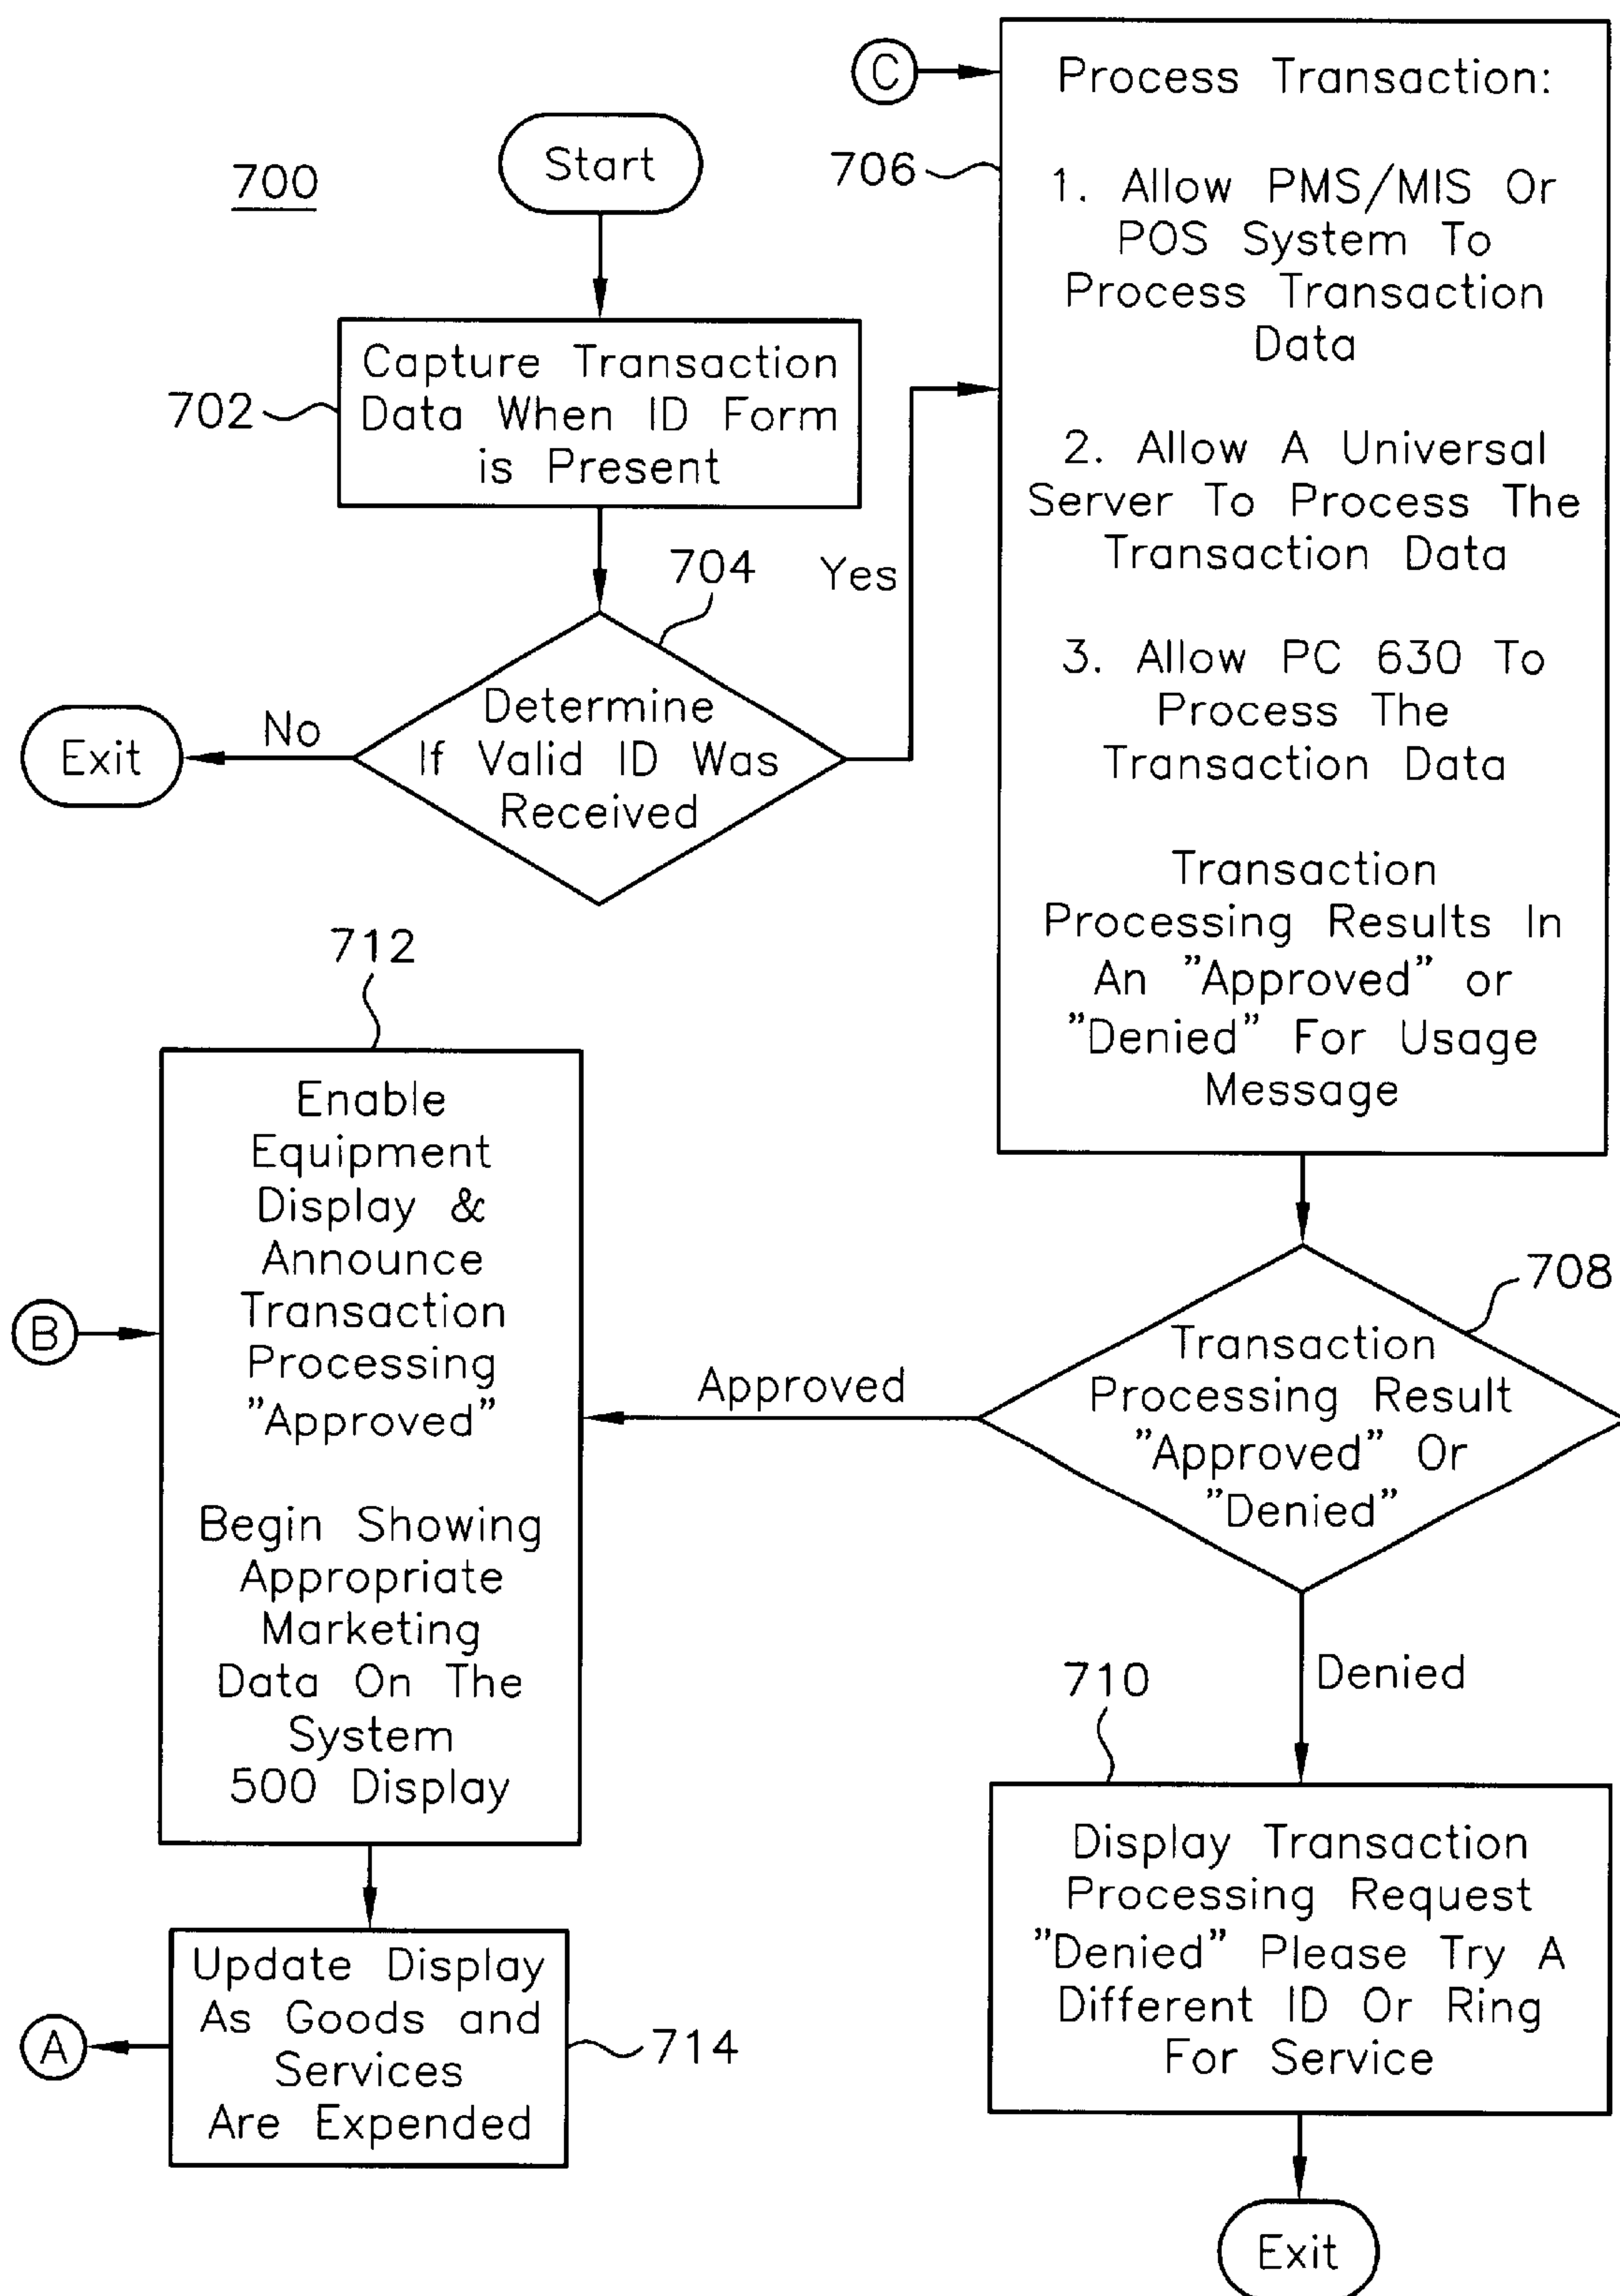 700
Start
702
Capture Transaction
Data When ID Form
is Present
704
Determine
If Valid ID Was
Received
No
Exit
Yes
C
706
Process Transaction:
1. Allow PMS/MIS Or
POS System To
Process Transaction
Data
2. Allow A Universal
Server To Process The
Transaction Data
3. Allow PC 630 To
Process The
Transaction Data
Transaction
Processing Results In
An "Approved" or
"Denied" For Usage
Message
708
Transaction
Processing Result
"Approved" Or
"Denied"
Approved
Denied
710
Display Transaction
Processing Request
"Denied" Please Try A
Different ID Or Ring
For Service
Exit
712
B
Enable
Equipment
Display &
Announce
Transaction
Processing
"Approved"
Begin Showing
Appropriate
Marketing
Data On The
System
500 Display
714
Update Display
As Goods and
Services
Are Expended
A